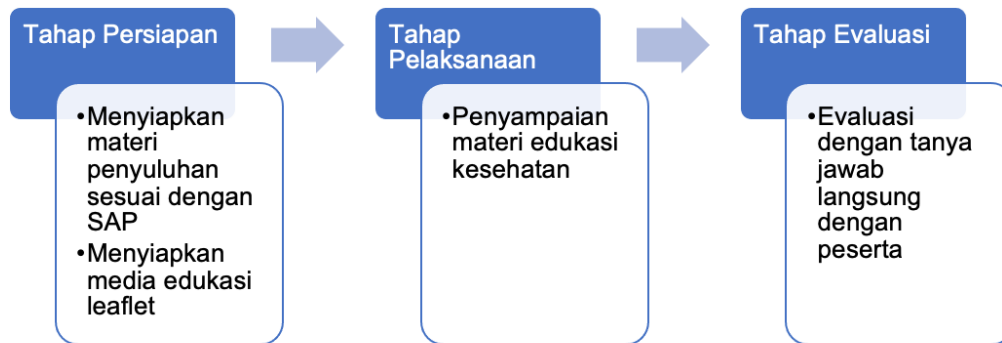 Tahap Persiapan
•Menyiapkan
materi
penyuluhan
sesuai dengan
SAP
•Menyiapkan
media edukasi
leaflet
Tahap
Pelaksanaan
•Penyampaian
materi edukasi
kesehatan
Tahap Evaluasi
•Evaluasi
dengan tanya
jawab
langsung
dengan
peserta